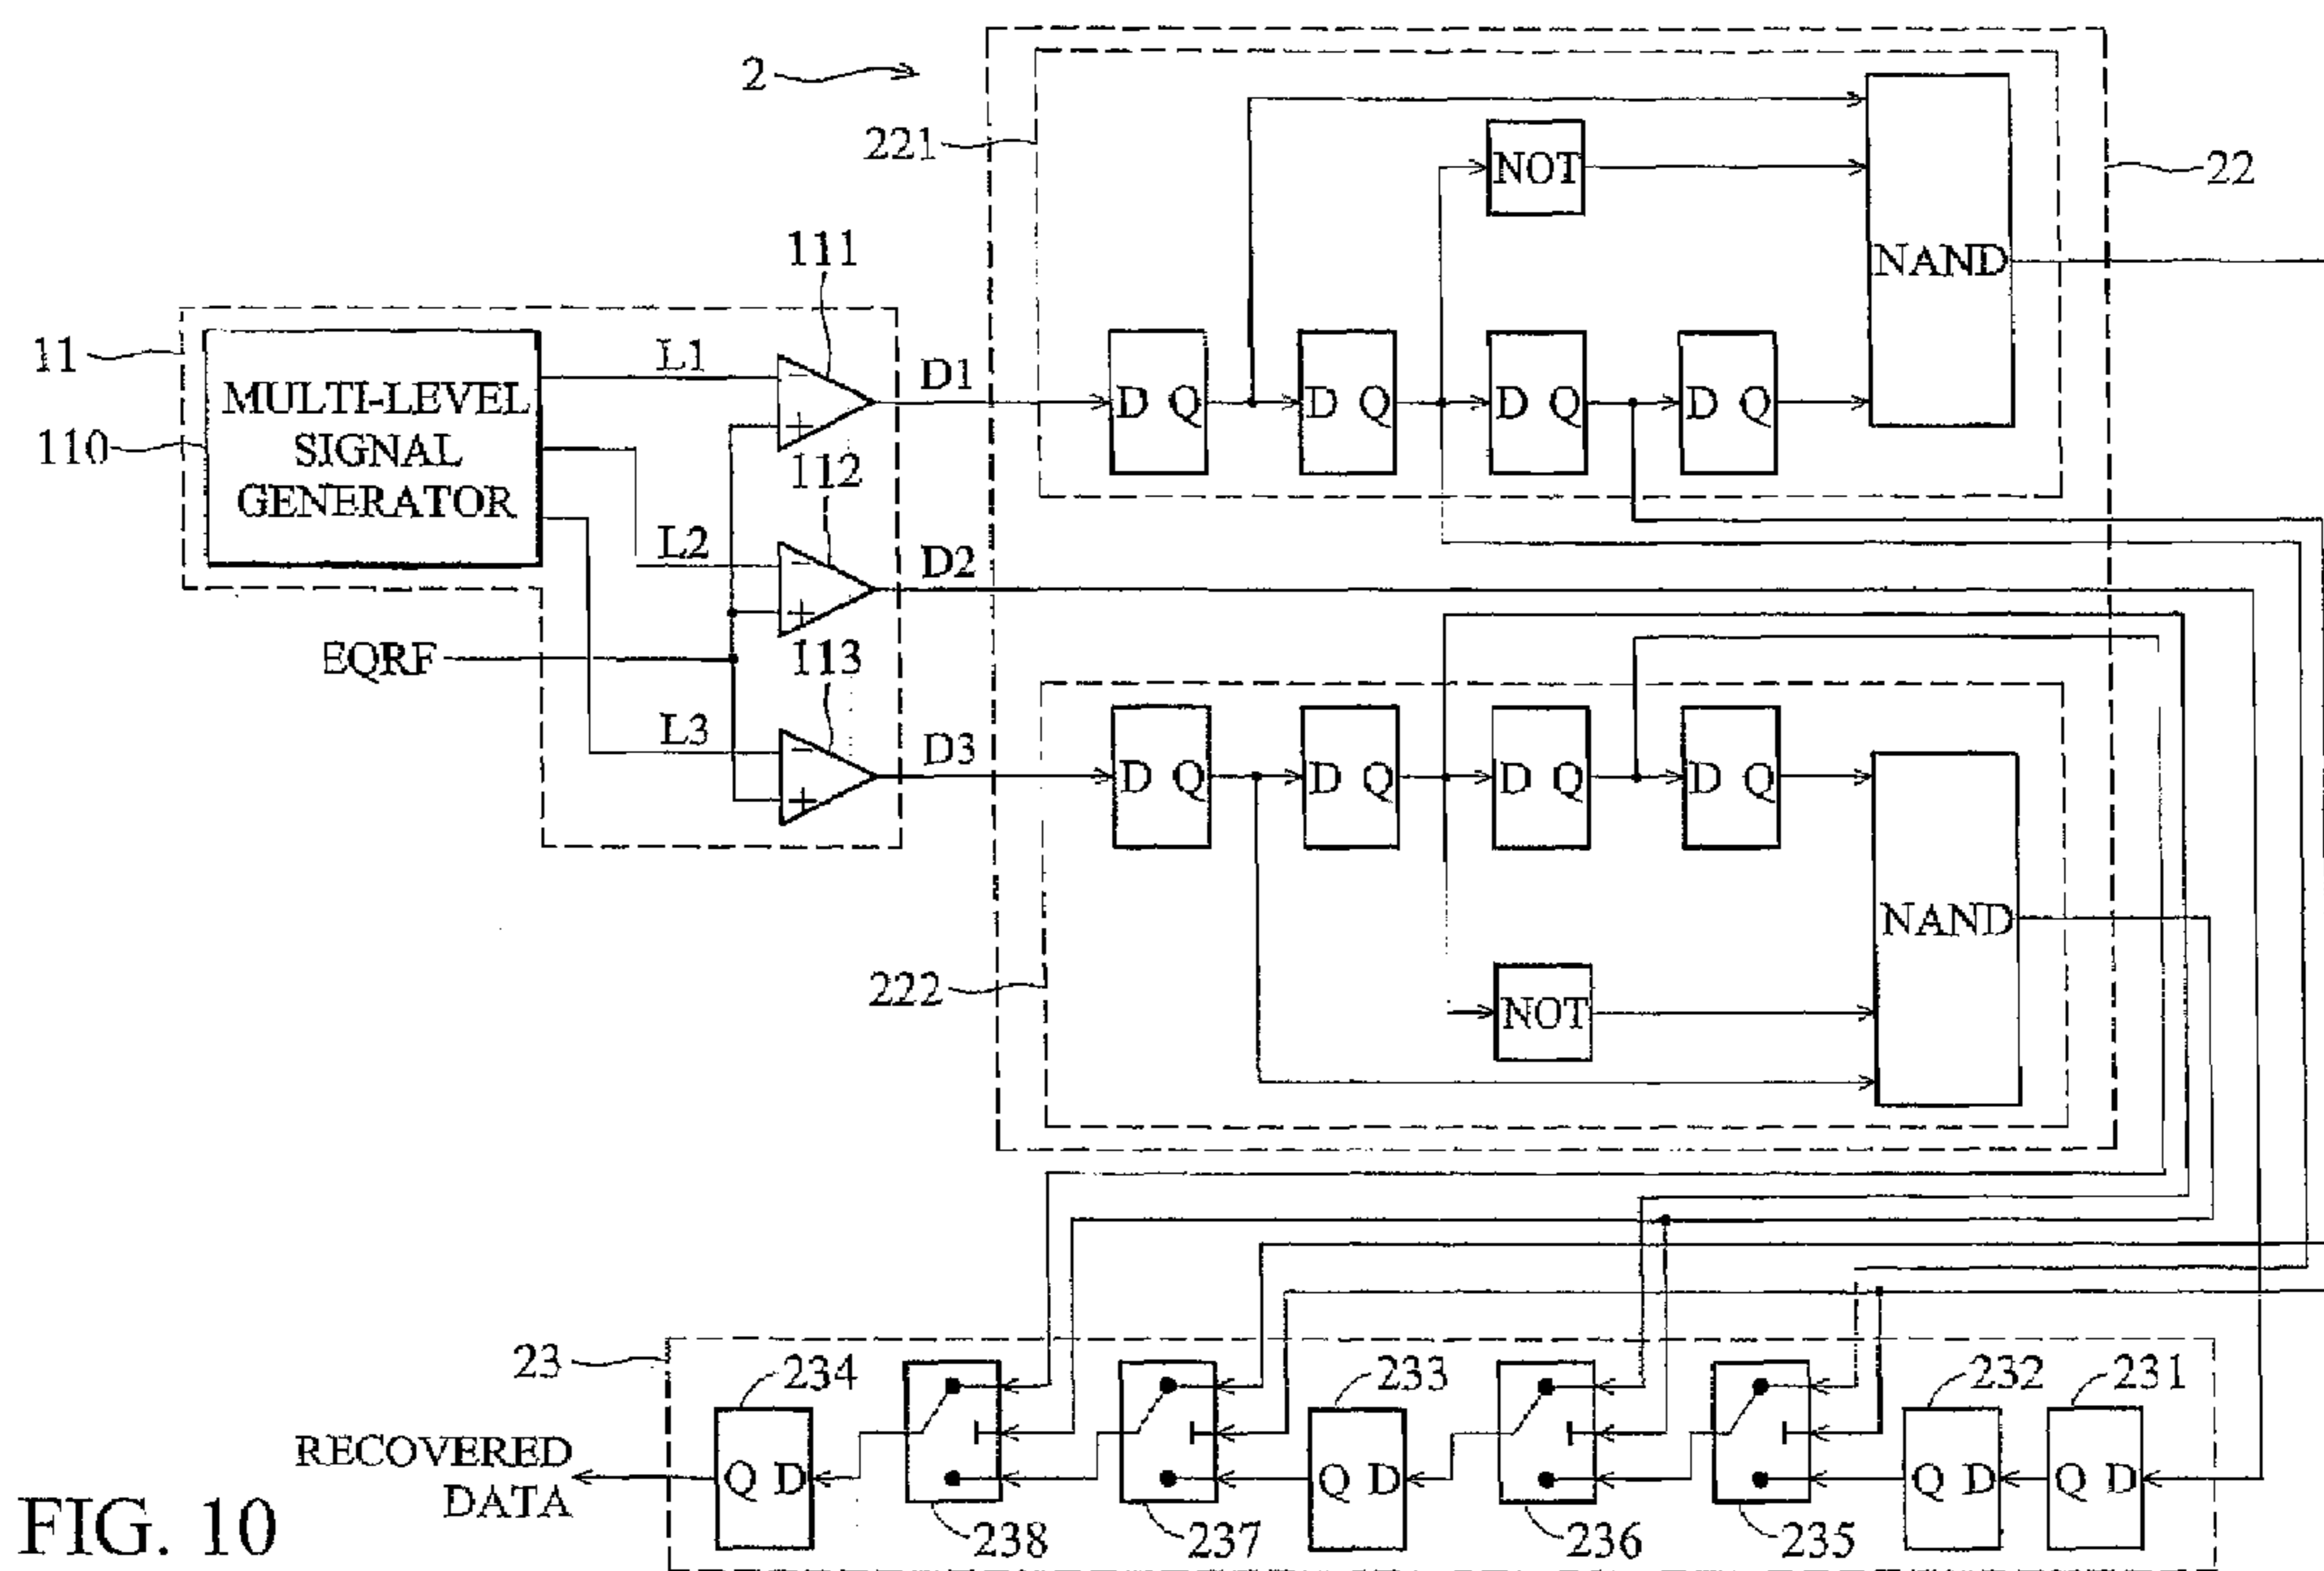 2
221
NOT
22
111
NAND
11
L1
D1
MULTI-LEVEL
SIGNAL
GENERATOR
D Q
D Q
D Q
D Q
110
112
L2
D2
EQRF
113
L3
D3
D Q
D Q
D Q
D Q
NAND
222
NOT
23
234
233
232
231
RECOVERED
DATA
Q D
Q D
Q D
Q D
238
237
236
235
FIG. 10